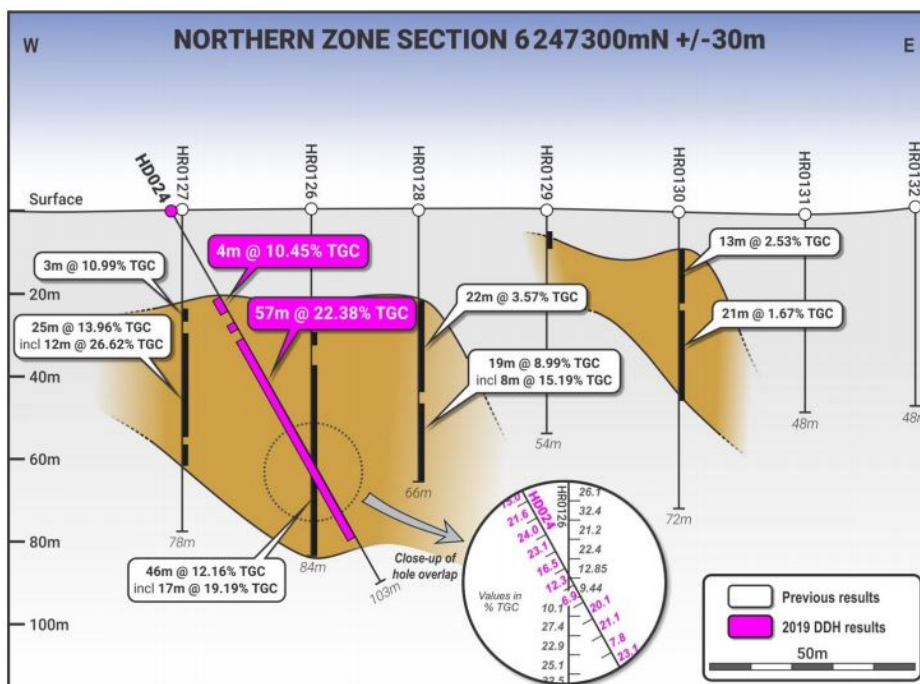 NORTHERN ZONE SECTION 6247300mN +/-30m
W
E
HD024
HR0127
HR0126
HR0128
HR0129
HR0130
HR0131
HR0132
Surface
20m
40m
60m
80m
100m
3m @ 10.99% TGC
25m @ 13.96% TGC
incl 12m @ 26.62% TGC
4m @ 10.45% TGC
57m @ 22.38% TGC
22m @ 3.57% TGC
19m @ 8.99% TGC
incl 8m @ 15.19% TGC
13m @ 2.53% TGC
21m @ 1.67% TGC
46m @ 12.16% TGC
incl 17m @ 19.19% TGC
78m
84m
103m
66m
54m
72m
48m
48m
Close-up of
hole overlap
HD024
HR0126
15.0
21.6
24.0
23.1
16.5
12.3
6.9
20.1
21.1
7.8
23.1
26.1
32.4
21.2
22.4
12.85
9.44
10.1
27.4
22.9
25.1
Values in
% TGC
Previous results
2019 DDH results
50m